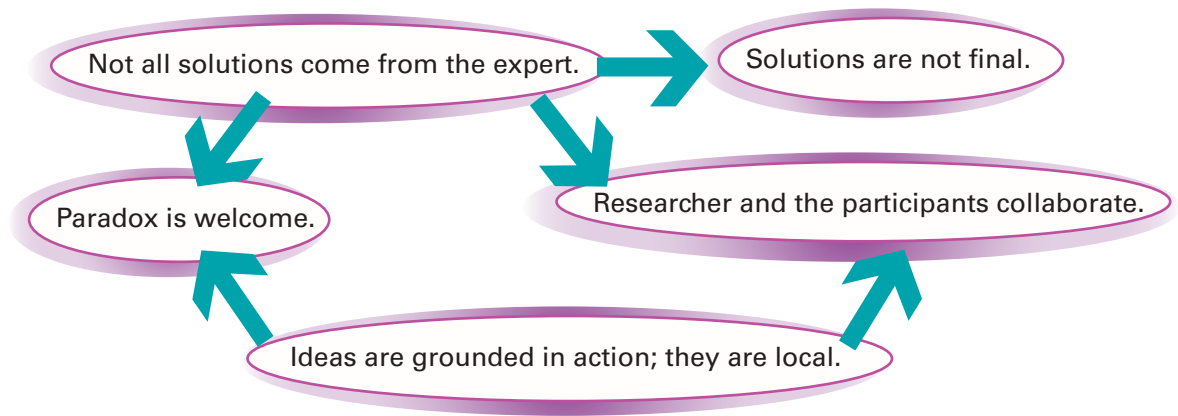 Not all solutions come from the expert.
Solutions are not final.
Paradox is welcome.
Researcher and the participants collaborate.
Ideas are grounded in action; they are local.